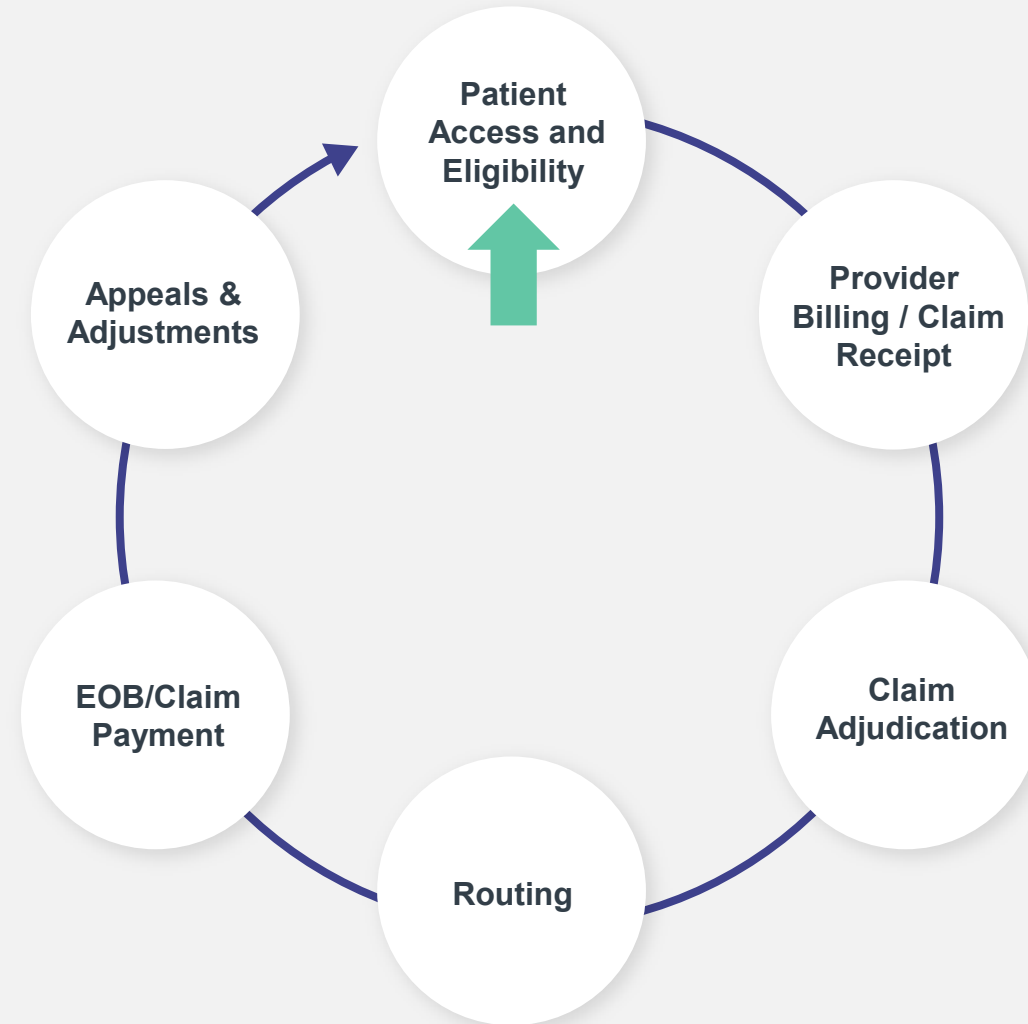 Patient
Access and
Eligibility
Provider
Billing / Claim
Receipt
Claim
Adjudication
Routing
EOB/Claim
Payment
Appeals &
Adjustments